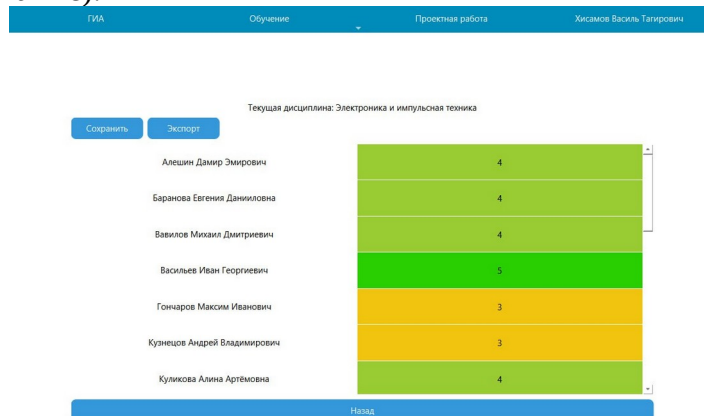 ГИА Обучение Проектная работа Хисамов Василь Тагирович
Текущая дисциплина: Электроника и импульсная техника
Сохранить Экспорт
Алешин Дамир Эмирович 4
Баранова Евгения Данииловна 4
Вавилов Михаил Дмитриевич 4
Васильев Иван Георгиевич 5
Гончаров Максим Иванович 3
Кузнецов Андрей Владимирович 3
Куликова Алина Артёмовна 4
Назад